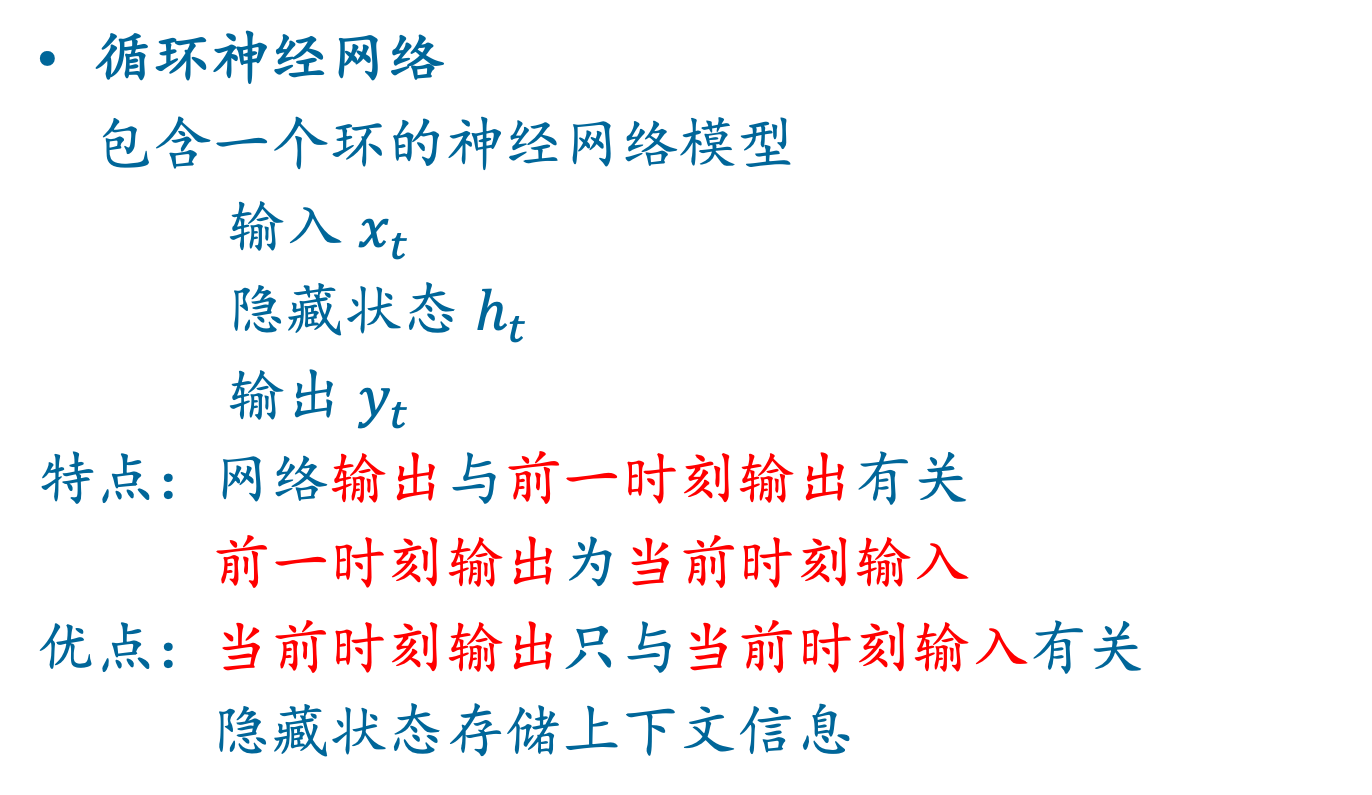 • 循环神经网络
包含一个环的神经网络模型
输入 xₜ
隐藏状态 hₜ
输出 yₜ
特点：网络输出与前一时刻输出有关
前一时刻输出为当前时刻输入
优点：当前时刻输出只与当前时刻输入有关
隐藏状态存储上下文信息